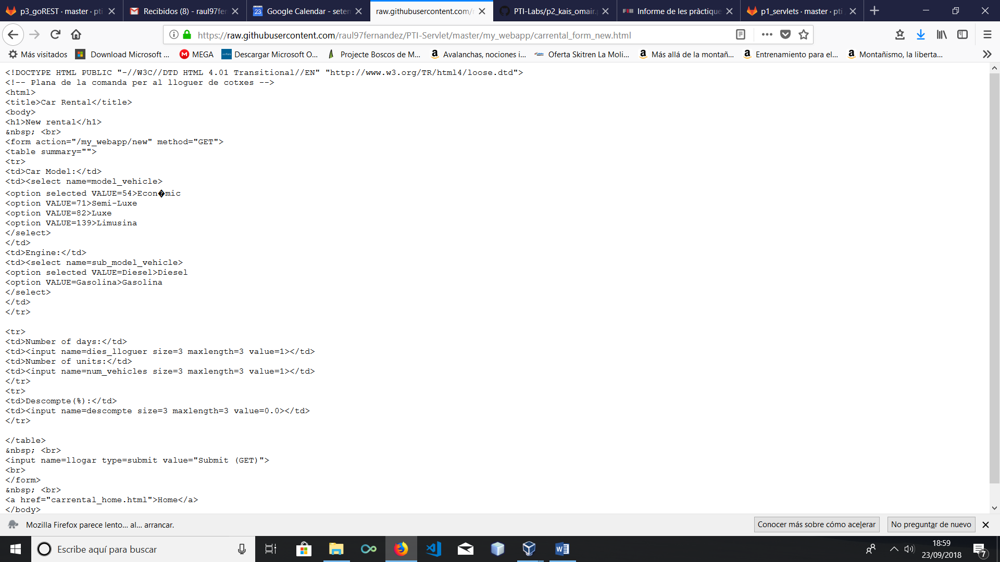 p3_goREST · master · pti
Recibidos (8) - raul97fer
Google Calendar - seten
raw.githubusercontent.com/r
PTI-Labs/p2_kais_omair.
Informe de les pràctique
p1_servlets · master · pti
https://raw.githubusercontent.com/raul97fernandez/PTI-Servlet/master/my_webapp/carrental_form_new.html
Más visitados
Download Microsoft ...
MEGA
Descargar Microsoft O...
Projecte Boscos de M...
Avalanchas, nociones i...
Oferta Skitren La Moli...
Más allá de la montañ...
Entrenamiento para el...
Montañismo, la liberta...
<!DOCTYPE HTML PUBLIC "-//W3C//DTD HTML 4.01 Transitional//EN" "http://www.w3.org/TR/html4/loose.dtd">
<!-- Plana de la comanda per al lloguer de cotxes -->
<html>
<title>Car Rental</title>
<body>
<h1>New rental</h1>
&nbsp; <br>
<form action="/my_webapp/new" method="GET">
<table summary="">
<tr>
<td>Car Model:</td>
<td><select name=model_vehicle>
<option selected VALUE=54>Econ�mic
<option VALUE=71>Semi-Luxe
<option VALUE=82>Luxe
<option VALUE=139>Limusina
</select>
</td>
<td>Engine:</td>
<td><select name=sub_model_vehicle>
<option selected VALUE=Diesel>Diesel
<option VALUE=Gasolina>Gasolina
</select>
</td>
</tr>
<tr>
<td>Number of days:</td>
<td><input name=dies_lloguer size=3 maxlength=3 value=1></td>
<td>Number of units:</td>
<td><input name=num_vehicles size=3 maxlength=3 value=1></td>
</tr>
<tr>
<td>Descompte(%):</td>
<td><input name=descompte size=3 maxlength=3 value=0.0></td>
</tr>
</table>
&nbsp; <br>
<input name=llogar type=submit value="Submit (GET)">
<br>
</form>
&nbsp; <br>
<a href="carrental_home.html">Home</a>
</body>
Mozilla Firefox parece lento... al... arrancar.
Conocer más sobre cómo acelerar
No preguntar de nuevo
Escribe aquí para buscar
18:59
23/09/2018
7